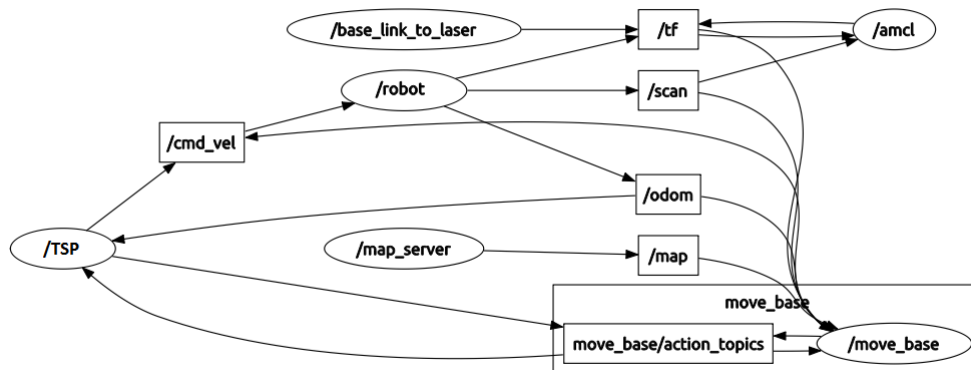 /base_link_to_laser
/tf
/amcl
/robot
/scan
/cmd_vel
/odom
/TSP
/map_server
/map
move_base
move_base/action_topics
/move_base